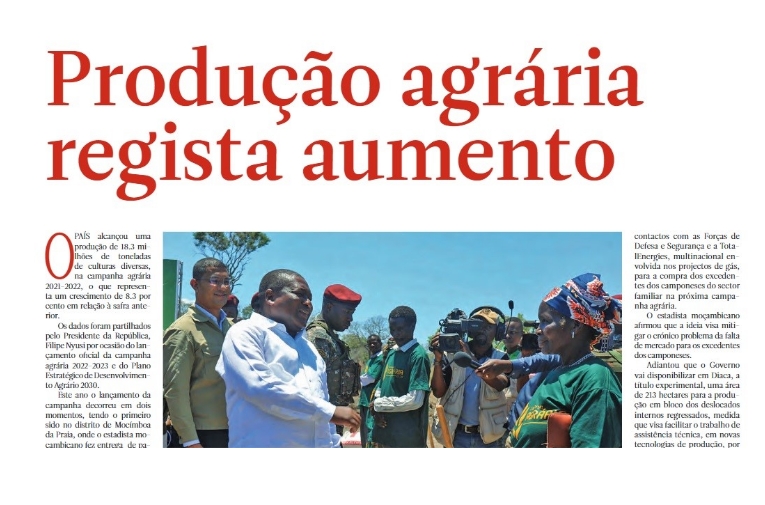 Produção agrária
regista aumento
O PAÍS alcançou uma
produção de 18.3 mi-
lhões de toneladas
de culturas diversas,
na campanha agrária
2021-2022, o que represen-
ta um crescimento de 8.3 por
cento em relação à safra ante-
rior.
Os dados foram partilhados
pelo Presidente da República,
Filipe Nyusi por ocasião do lan-
çamento oficial da campanha
agrária 2022-2023 e do Plano
Estratégico de Desenvolvimen-
to Agrário 2030.
Este ano o lançamento da
campanha decorreu em dois
momentos, tendo o primeiro
sido no distrito de Mocímboa
da Praia, onde o estadista mo-
çambicano fez entrega de pa-
contactos com as Forças de
Defesa e Segurança e a Tota-
lEnergies, multinacional en-
volvida nos projectos de gás,
para a compra dos exceden-
tes dos camponeses do sector
familiar na próxima campa-
nha agrária.
O estadista moçambicano
afirmou que a ideia visa miti-
gar o crónico problema da falta
de mercado para os excedentes
dos camponeses.
Adiantou que o Governo
vai disponibilizar em Diaca, a
título experimental, uma área
de 213 hectares para a produ-
ção em bloco dos deslocados
internos regressados, medida
que visa facilitar o trabalho de
assistência técnica, em novas
tecnologias de produção, por